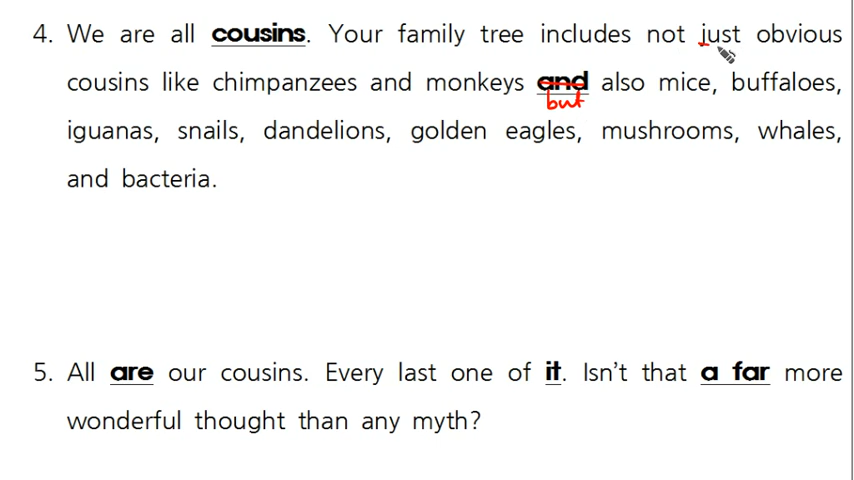 4. We are all cousins. Your family tree includes not just obvious
cousins like chimpanzees and monkeys and also mice, buffaloes,
but
iguanas, snails, dandelions, golden eagles, mushrooms, whales,
and bacteria.
5. All are our cousins. Every last one of it. Isn't that a far more
wonderful thought than any myth?